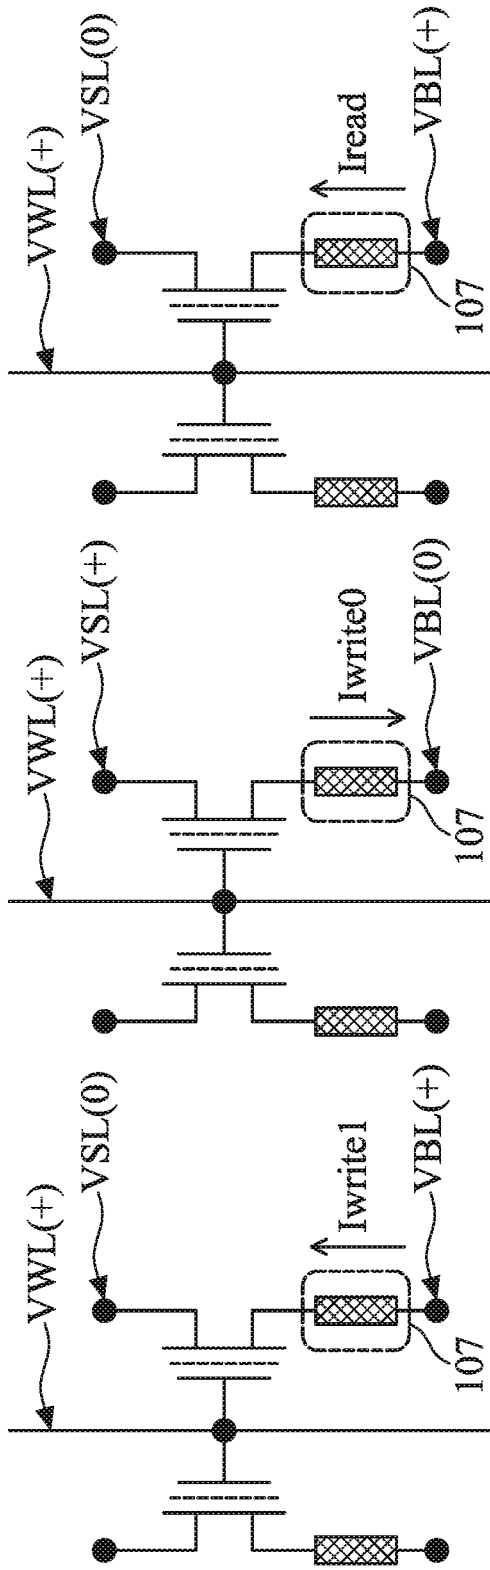 VWL(+)
VSL(0)
Iwrite1
VBL(+)
107
VWL(+)
VSL(+)
Iwrite0
VBL(0)
107
VWL(+)
VSL(0)
Iread
VBL(+)
107